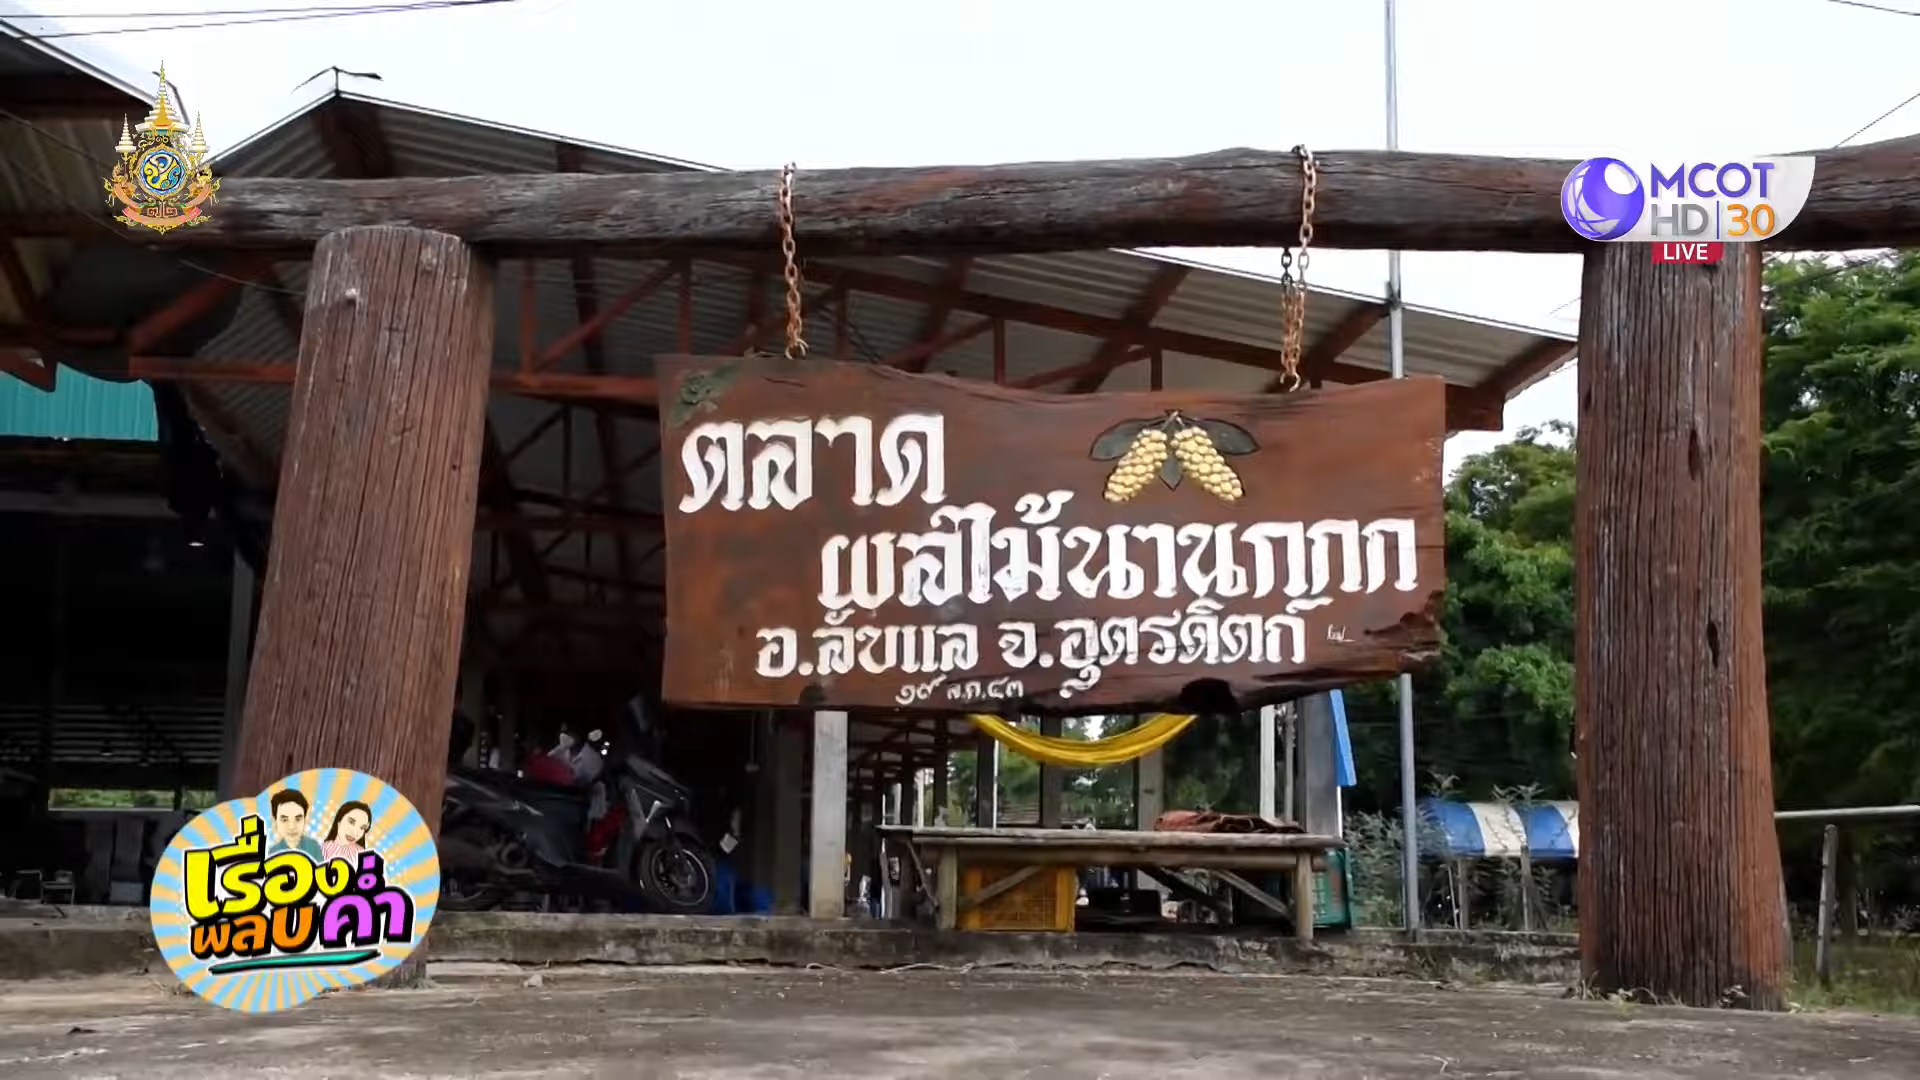 MCOT
HD 30
LIVE
ตลาด
ผลไม้นานกกก
อ.ลับแล จ.อุตรดิตถ์
๑๙ ส.ค.๔๓
เรื่อง
พลบค่ำ